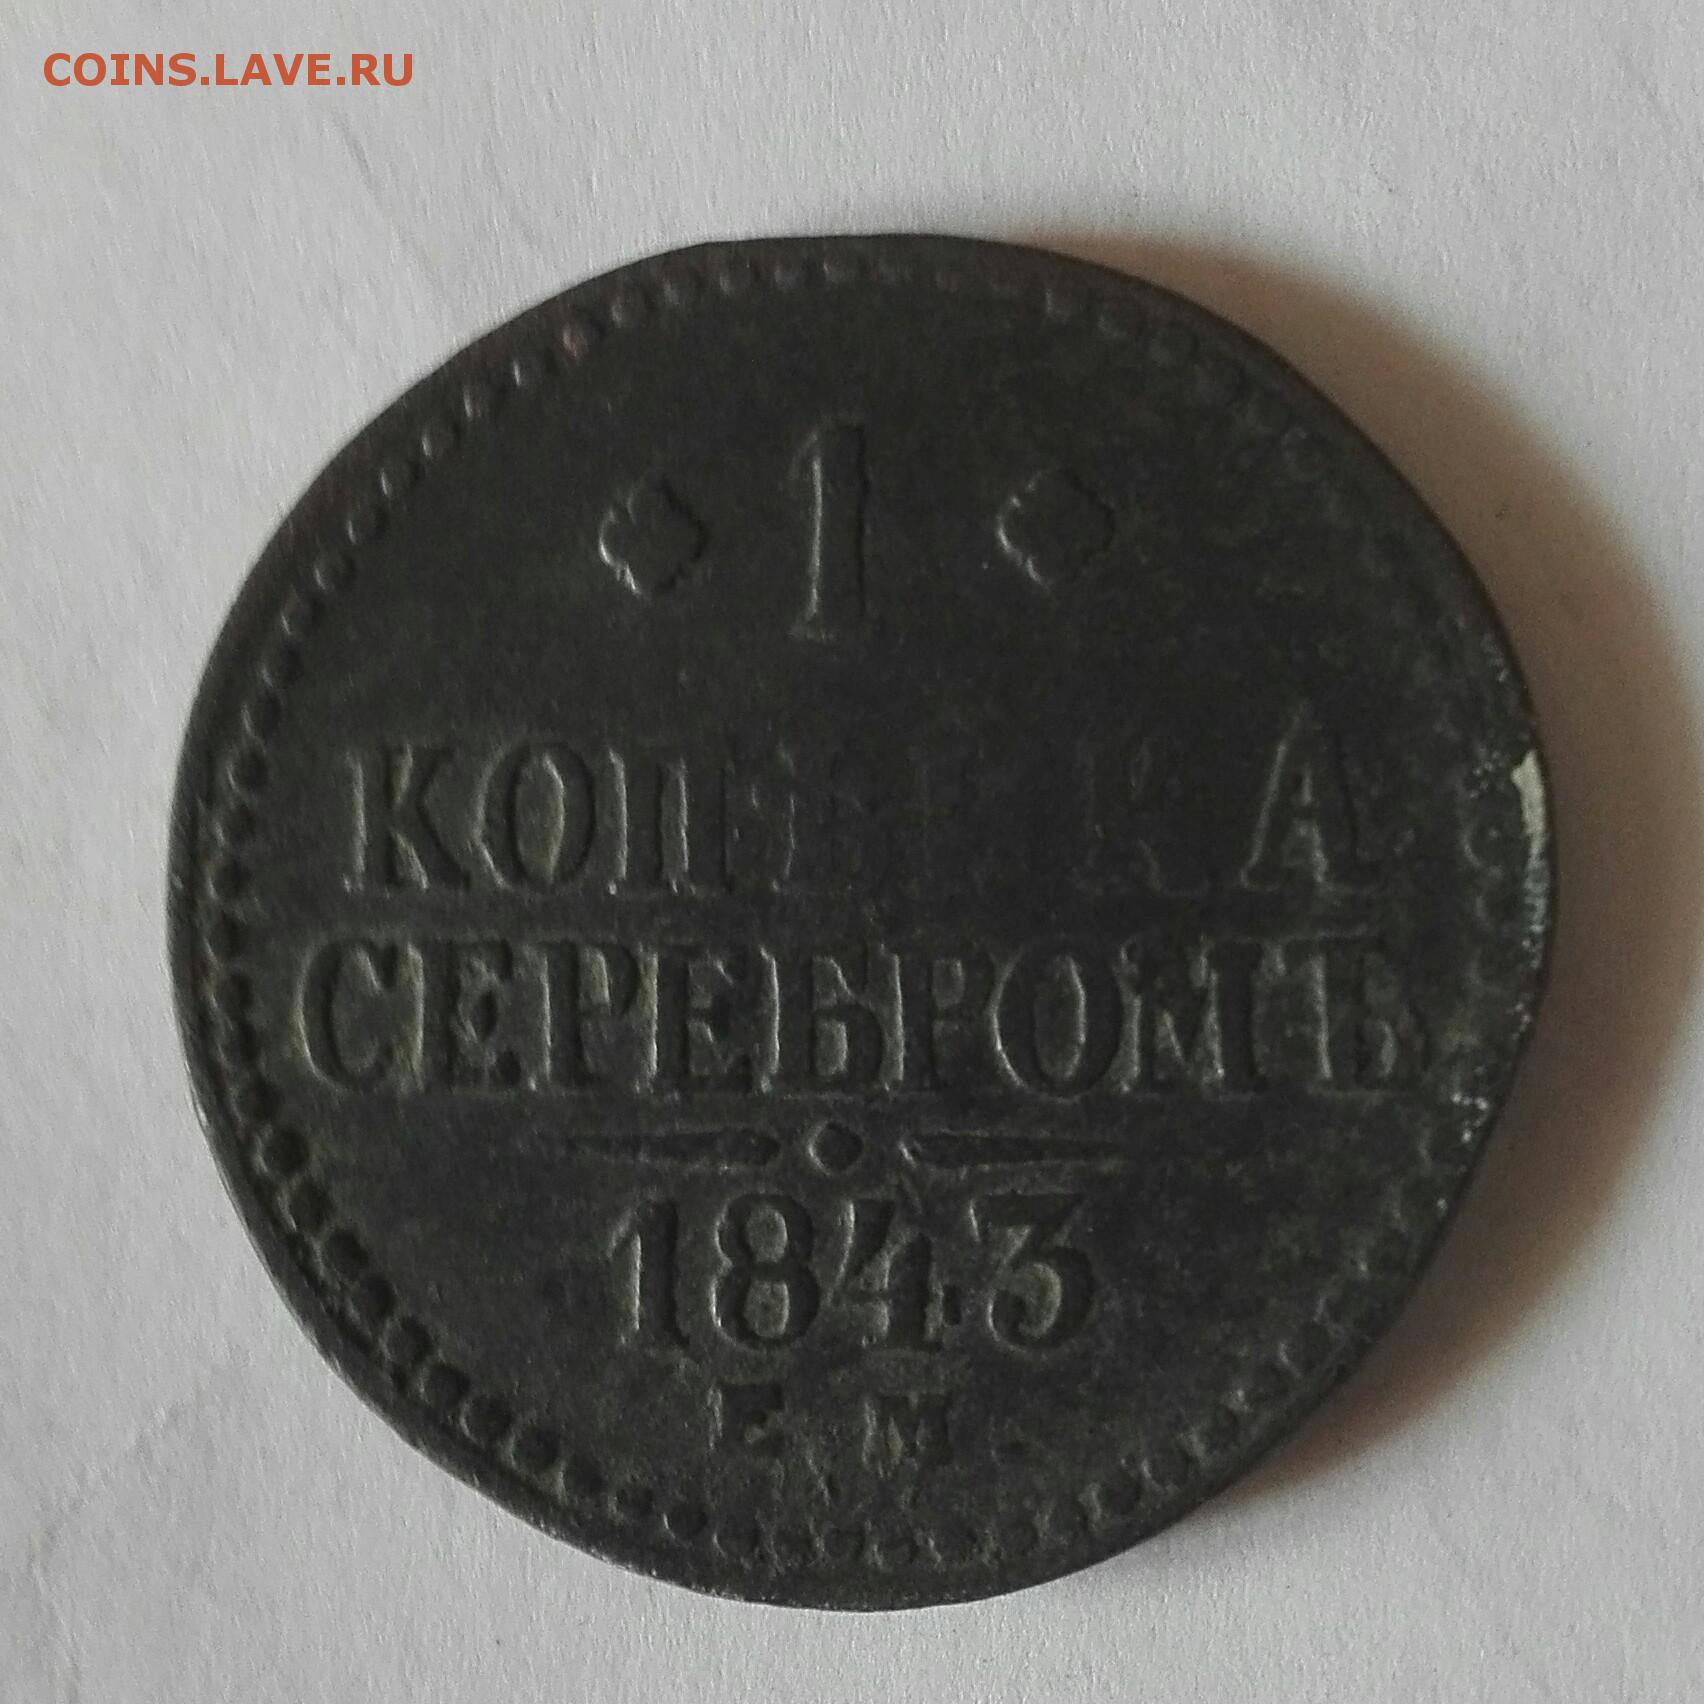 COINS.LAVE.RU
1
КОПѢЙКА
СЕРЕБРОМЪ
1843
Е М